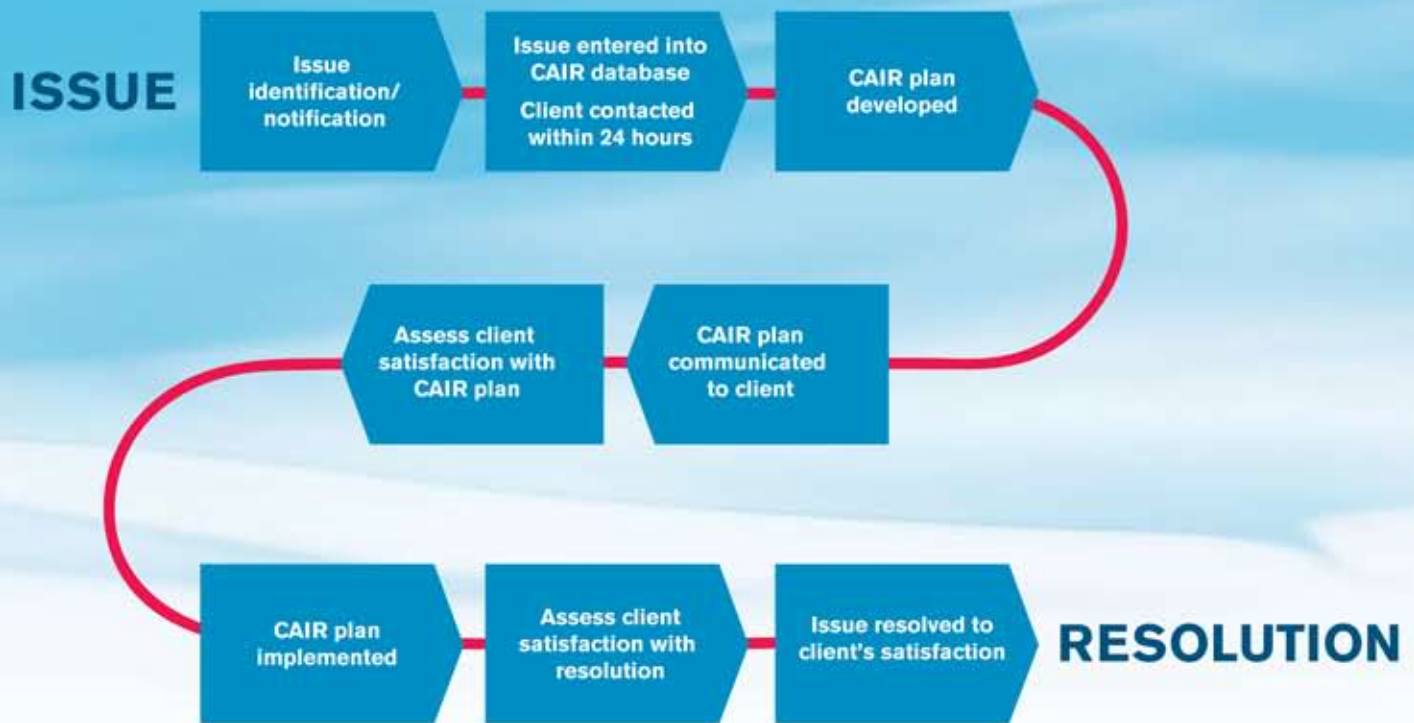 ISSUE
Issue
identification/
notification
Issue entered into
CAIR database
Client contacted
within 24 hours
CAIR plan
developed
CAIR plan
communicated
to client
Assess client
satisfaction with
CAIR plan
CAIR plan
implemented
Assess client
satisfaction with
resolution
Issue resolved to
client's satisfaction
RESOLUTION